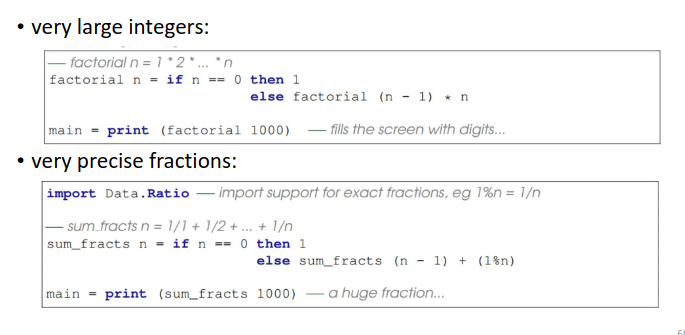 • very large integers:
— factorial n = 1 * 2 * ... * n
factorial n = if n == 0 then 1
else factorial (n - 1) * n
main = print (factorial 1000) — fills the screen with digits...
• very precise fractions:
import Data.Ratio — import support for exact fractions, eg 1%n = 1/n
— sum_fracts n = 1/1 + 1/2 + ... + 1/n
sum_fracts n = if n == 0 then 1
else sum_fracts (n - 1) + (1%n)
main = print (sum_fracts 1000) — a huge fraction...